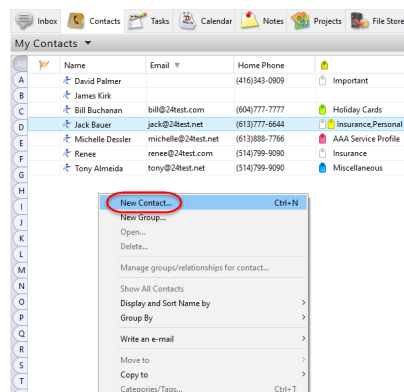 Inbox Contacts Tasks Calendar Notes Projects File Store
My Contacts
All Name Email Home Phone
A David Palmer (416)343-0909 Important
B James Kirk
C Bill Buchanan bill@24test.com (604)777-7777 Holiday Cards
D Jack Bauer jack@24test.net (613)777-6644 Insurance,Personal
E Michelle Dessler michelle@24test.net (613)888-7766 AAA Service Profile
F Renee renee@24test.com (514)799-9090 Insurance
G Tony Almeida tony@24test.net (514)799-9090 Miscellaneous
H
I New Contact... Ctrl+N
J New Group...
K Open...
L Delete...
M Manage groups/relationships for contact...
N Show All Contacts
O Display and Sort Name by
P Group By
Q Write an e-mail
R
S Move to
T Copy to
Categories/Tags... Ctrl+T